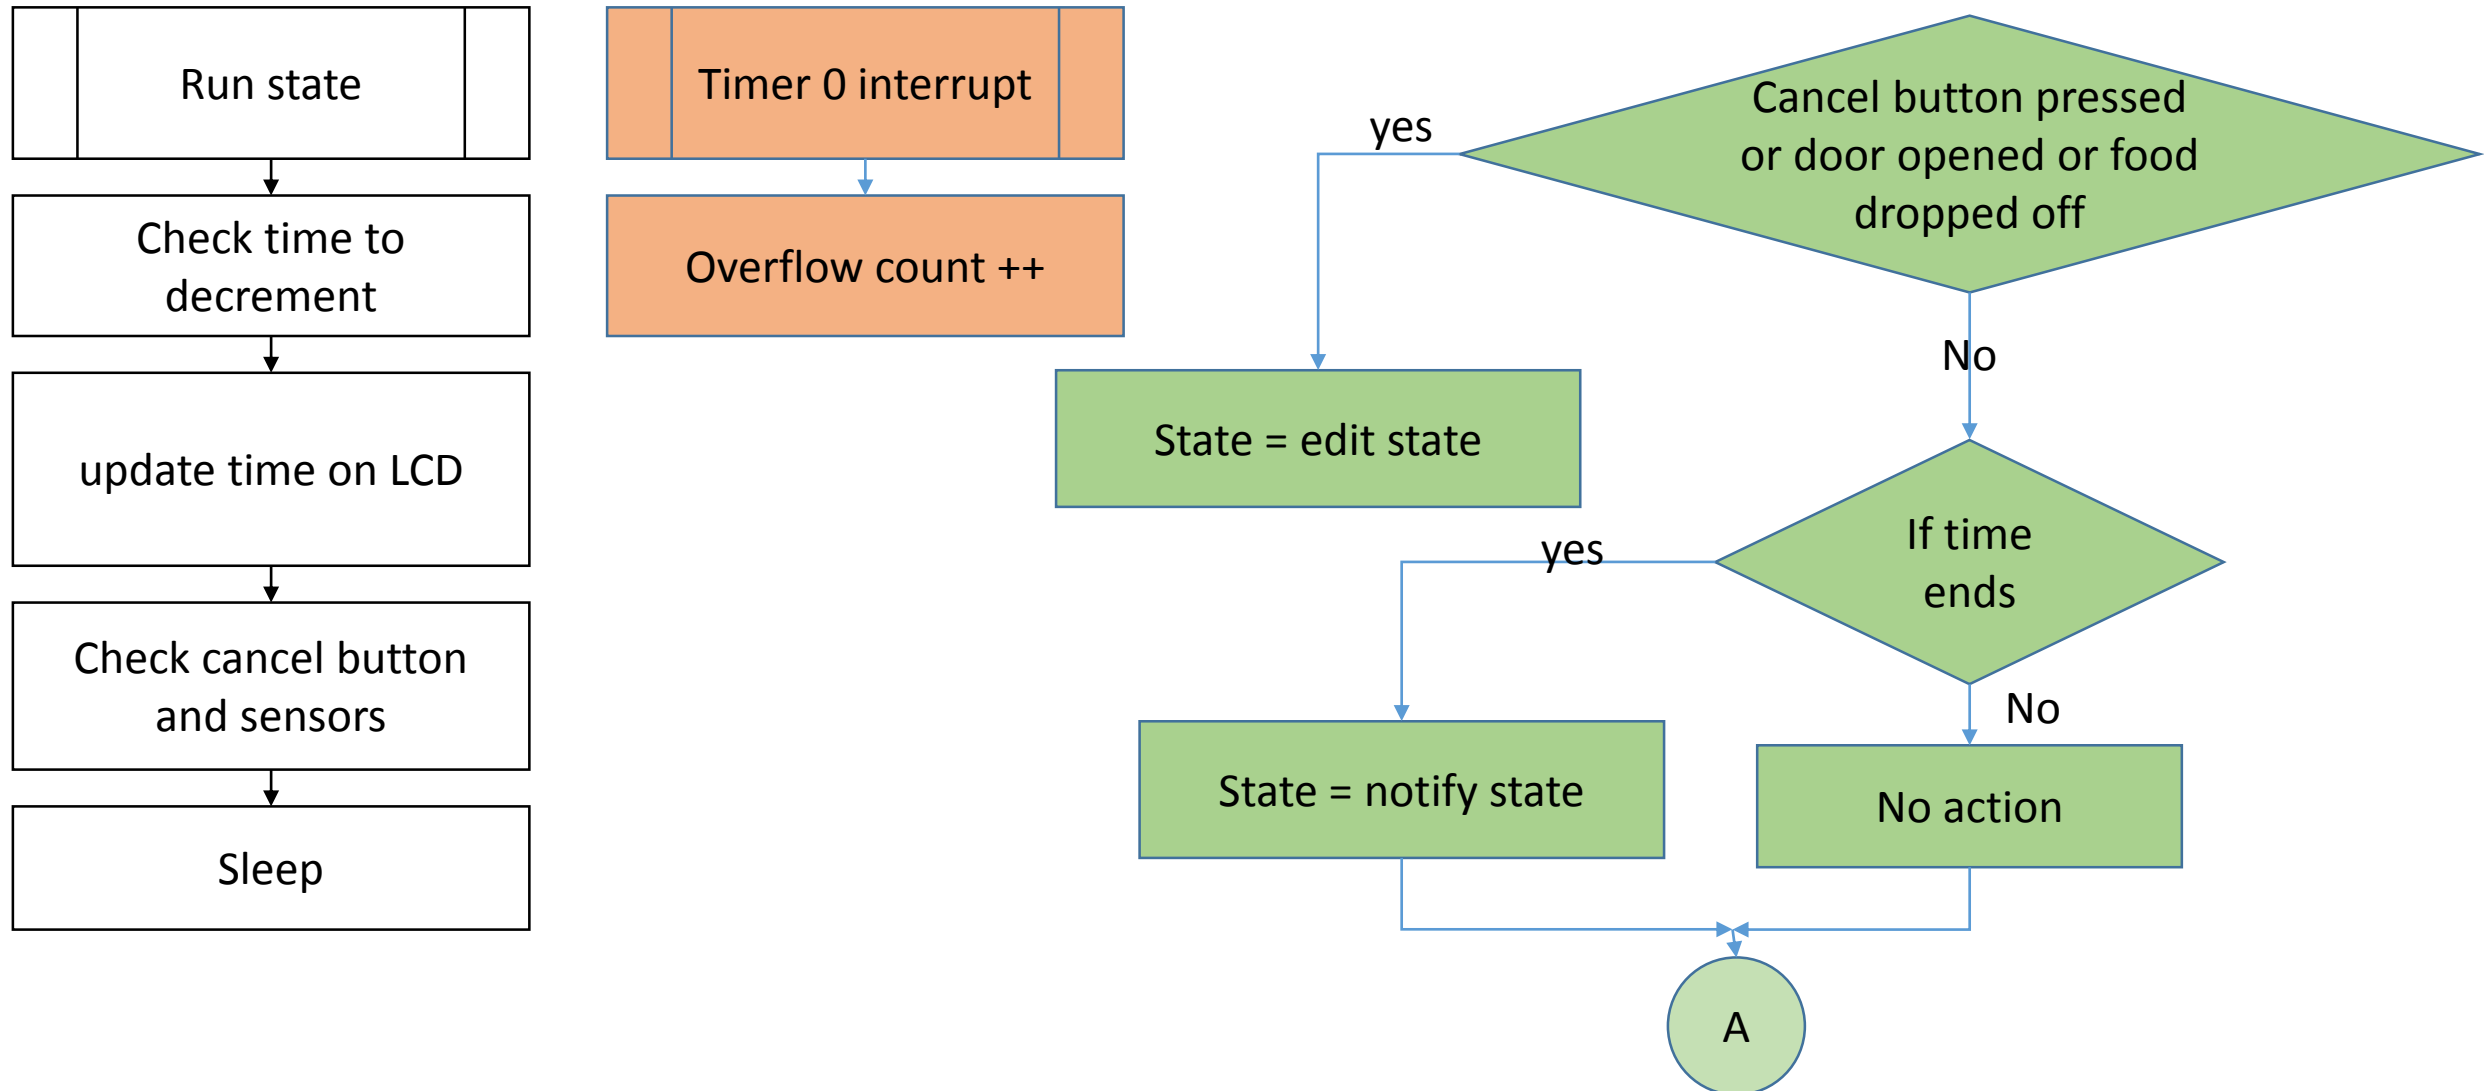 Run state
Check time to
decrement
update time on LCD
Check cancel button
and sensors
Sleep
Timer 0 interrupt
Overflow count ++
Cancel button pressed
or door opened or food
dropped off
yes
No
State = edit state
If time
ends
yes
No
State = notify state
No action
A